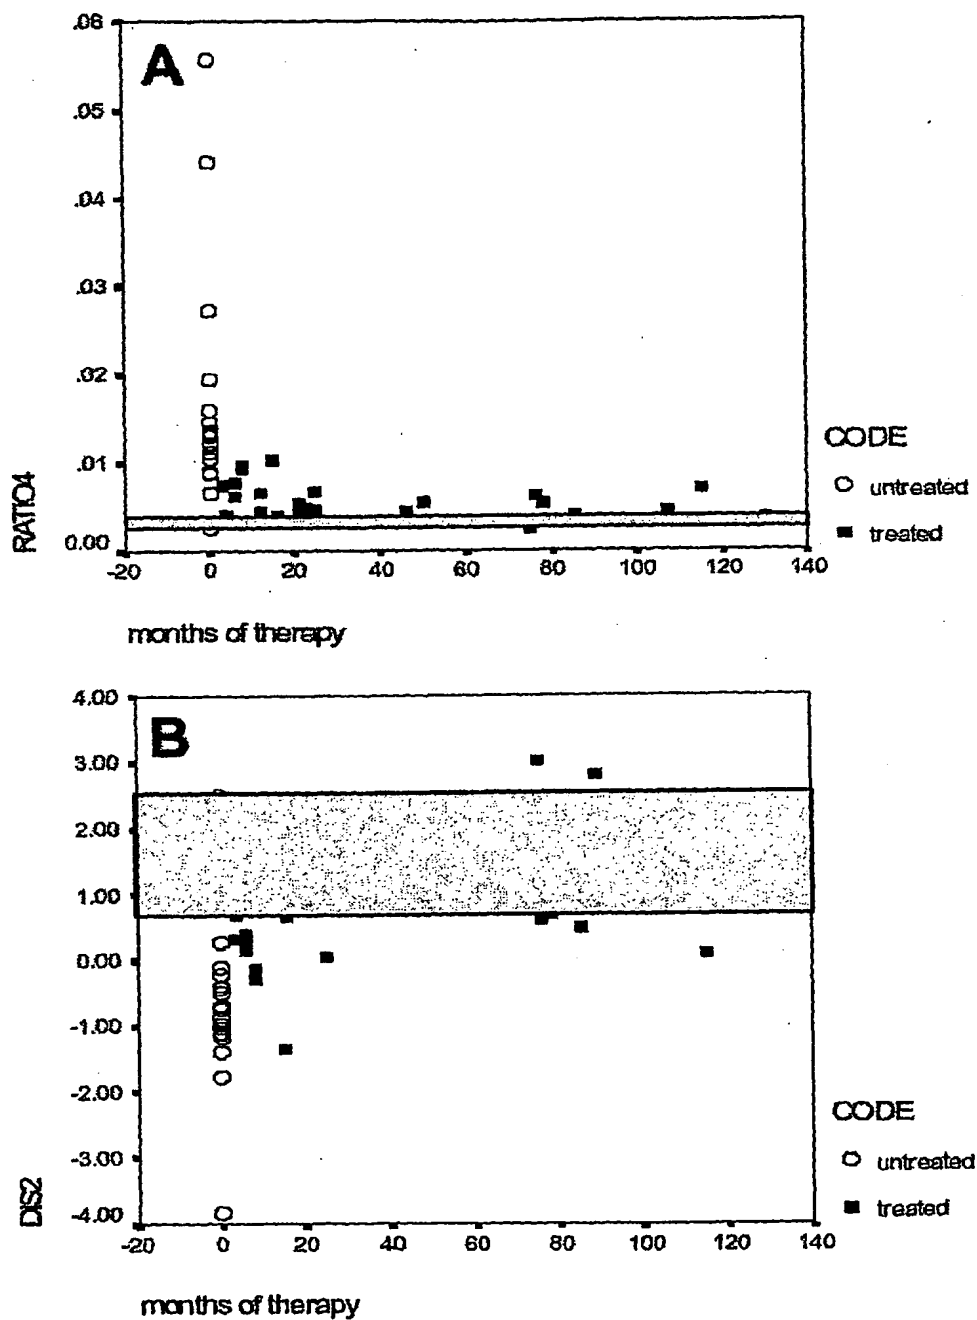 A
.06
.05
.04
.03
.02
.01
0.00
RATIO4
-20 0 20 40 60 80 100 120 140
months of therapy
CODE
untreated
treated
B
4.00
3.00
2.00
1.00
0.00
-1.00
-2.00
-3.00
-4.00
DIS2
-20 0 20 40 60 80 100 120 140
months of therapy
CODE
untreated
treated